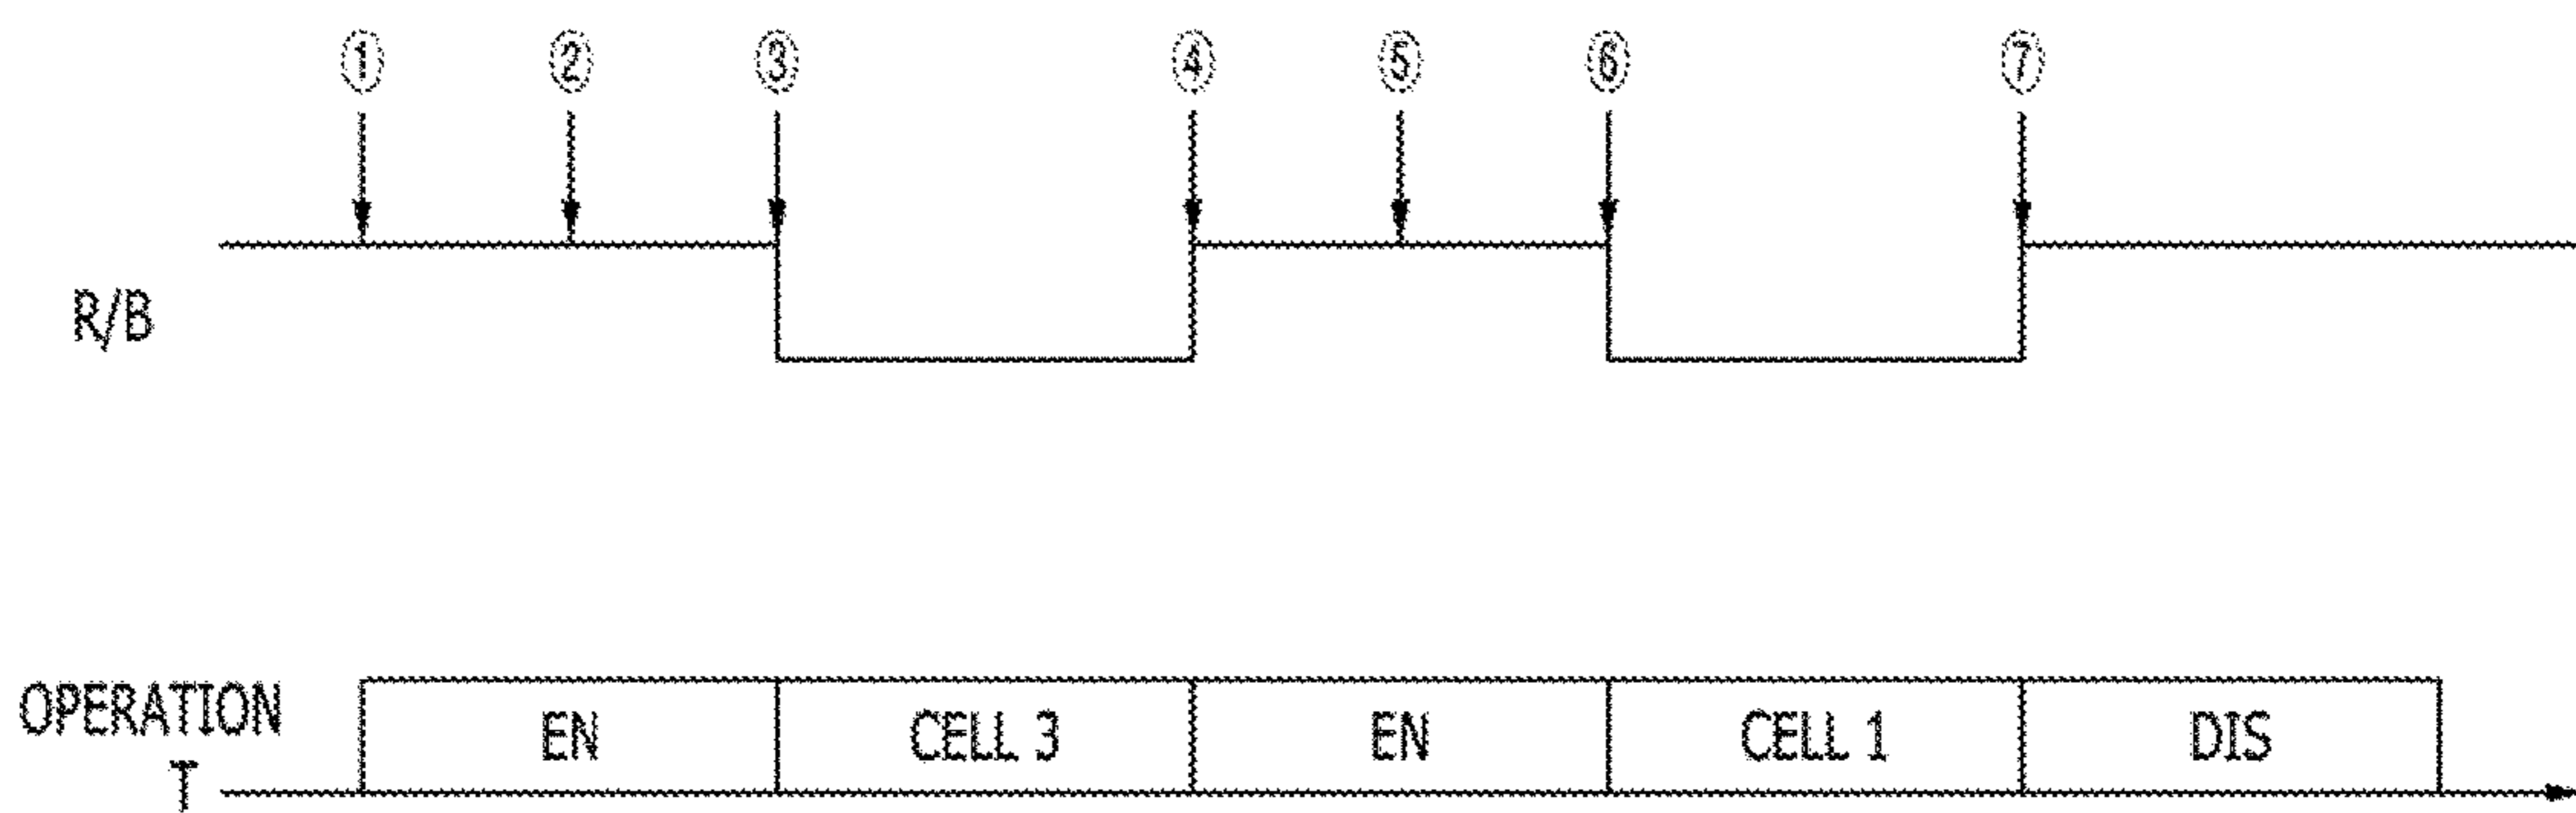 ① ② ③ ④ ⑤ ⑥ ⑦
R/B
OPERATION EN CELL 3 EN CELL 1 DIS
T